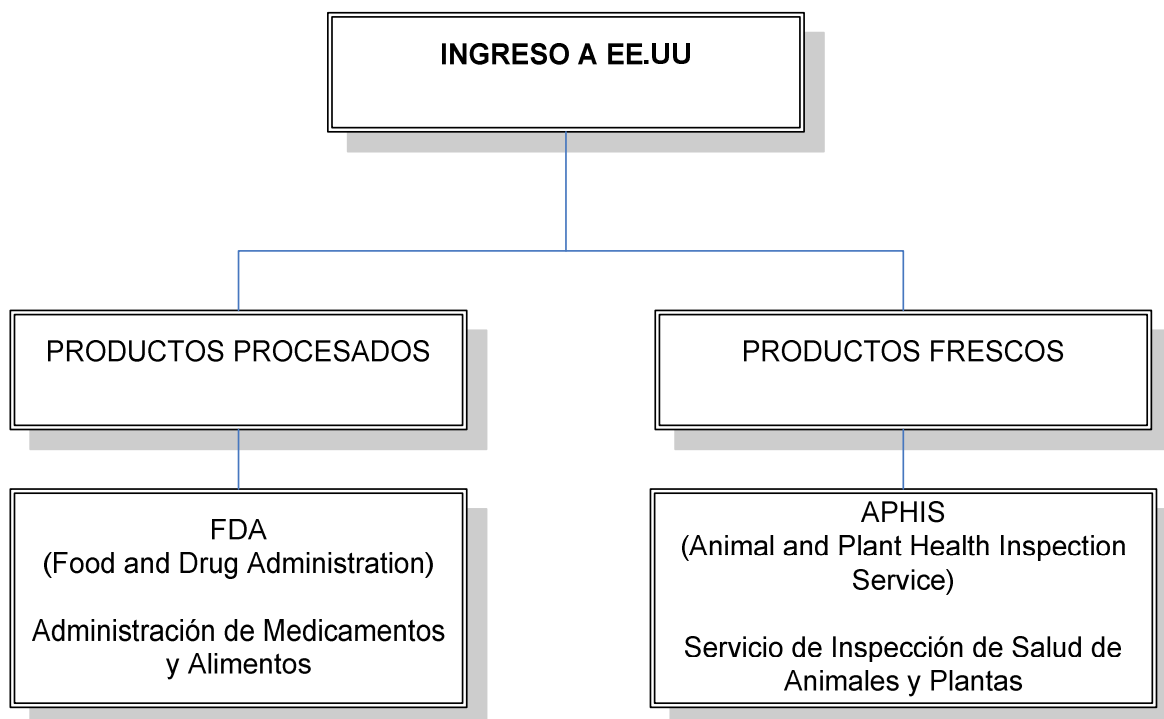 INGRESO A EE.UU
PRODUCTOS PROCESADOS
PRODUCTOS FRESCOS
FDA
(Food and Drug Administration)
Administración de Medicamentos
y Alimentos
APHIS
(Animal and Plant Health Inspection
Service)
Servicio de Inspección de Salud de
Animales y Plantas